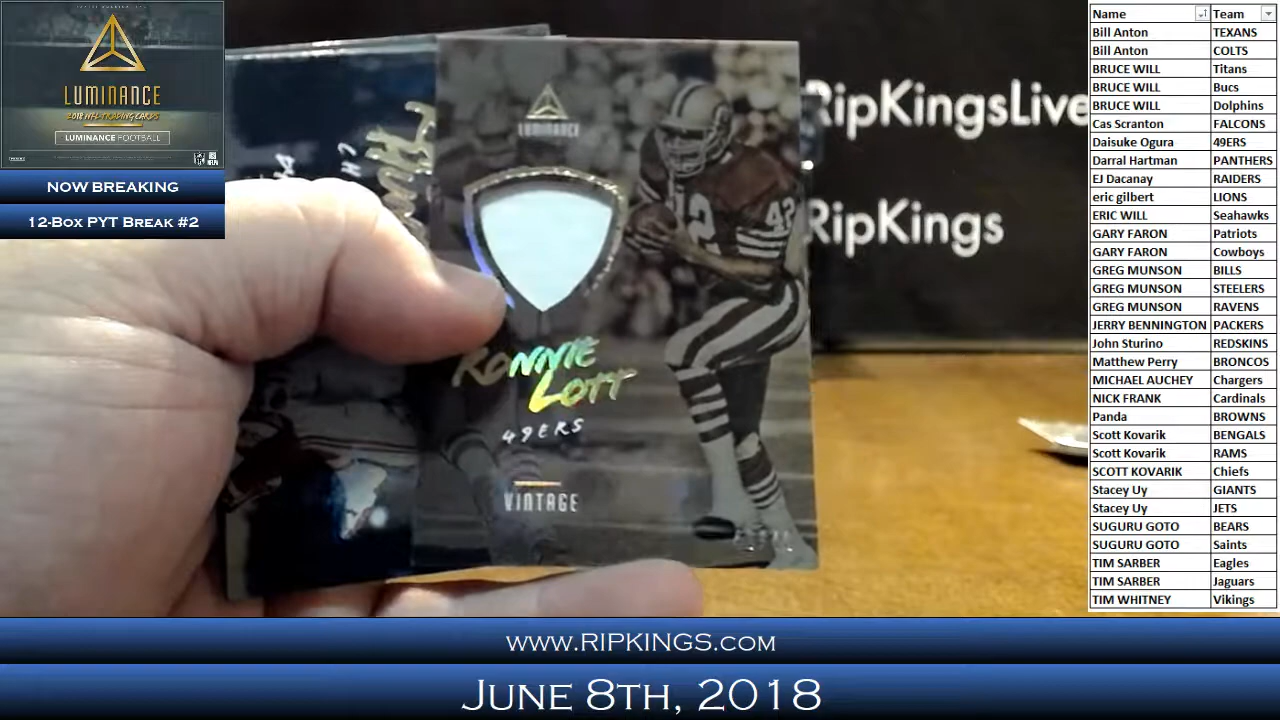 LUMINANCE
2018 NFL TRADING CARDS
LUMINANCE FOOTBALL
NOW BREAKING
12-BOX PYT BREAK #2
LUMINANCE
42
RONNIE
LOTT
49ERS
VINTAGE
RipKingsLive
RipKings
Name Team
Bill Anton TEXANS
Bill Anton COLTS
BRUCE WILL Titans
BRUCE WILL Bucs
BRUCE WILL Dolphins
Cas Scranton FALCONS
Daisuke Ogura 49ERS
Darral Hartman PANTHERS
EJ Dacanay RAIDERS
eric gilbert LIONS
ERIC WILL Seahawks
GARY FARON Patriots
GARY FARON Cowboys
GREG MUNSON BILLS
GREG MUNSON STEELERS
GREG MUNSON RAVENS
JERRY BENNINGTON PACKERS
John Sturino REDSKINS
Matthew Perry BRONCOS
MICHAEL AUCHEY Chargers
NICK FRANK Cardinals
Panda BROWNS
Scott Kovarik BENGALS
Scott Kovarik RAMS
SCOTT KOVARIK Chiefs
Stacey Uy GIANTS
Stacey Uy JETS
SUGURU GOTO BEARS
SUGURU GOTO Saints
TIM SARBER Eagles
TIM SARBER Jaguars
TIM WHITNEY Vikings
WWW.RIPKINGS.COM
JUNE 8TH, 2018